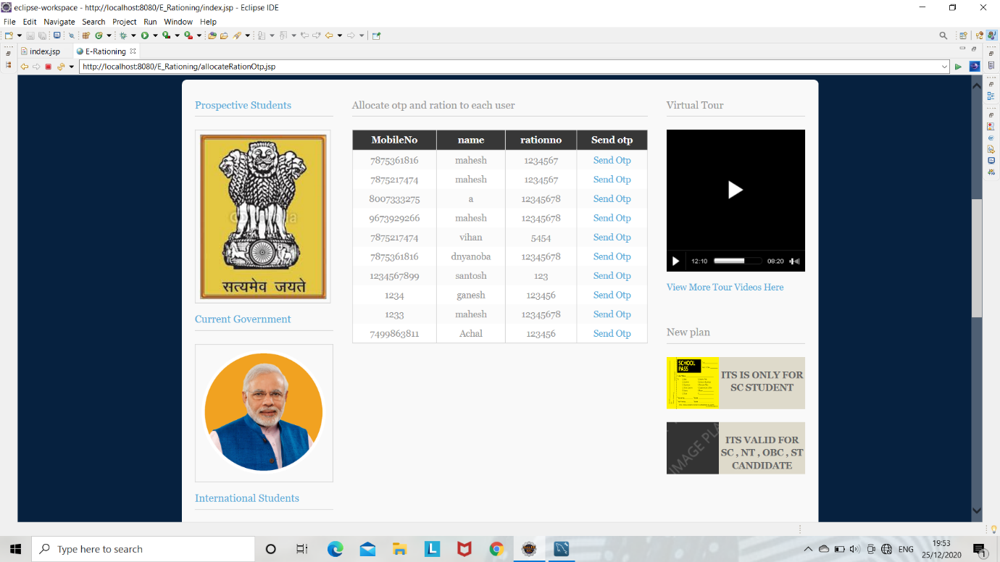 eclipse-workspace - http://localhost:8080/E_Rationing/index.jsp - Eclipse IDE
File Edit Navigate Search Project Run Window Help
index.jsp E-Rationing
http://localhost:8080/E_Rationing/allocateRationOtp.jsp
Prospective Students
सत्यमेव जयते
Current Government
International Students
Allocate otp and ration to each user
MobileNo name rationno Send otp
7875361816 mahesh 1234567 Send Otp
7875217474 mahesh 1234567 Send Otp
8007333275 a 12345678 Send Otp
9673929266 mahesh 12345678 Send Otp
7875217474 vihan 5454 Send Otp
7875361816 dnyanoba 12345678 Send Otp
1234567899 santosh 123 Send Otp
1234 ganesh 123456 Send Otp
1233 mahesh 12345678 Send Otp
7499863811 Achal 123456 Send Otp
Virtual Tour
12:10 08:20
View More Tour Videos Here
New plan
SCHOOL
PASS
ITS IS ONLY FOR
SC STUDENT
IMAGE PLA
ITS VALID FOR
SC , NT , OBC , ST
CANDIDATE
Type here to search
ENG
19:53
25/12/2020
1